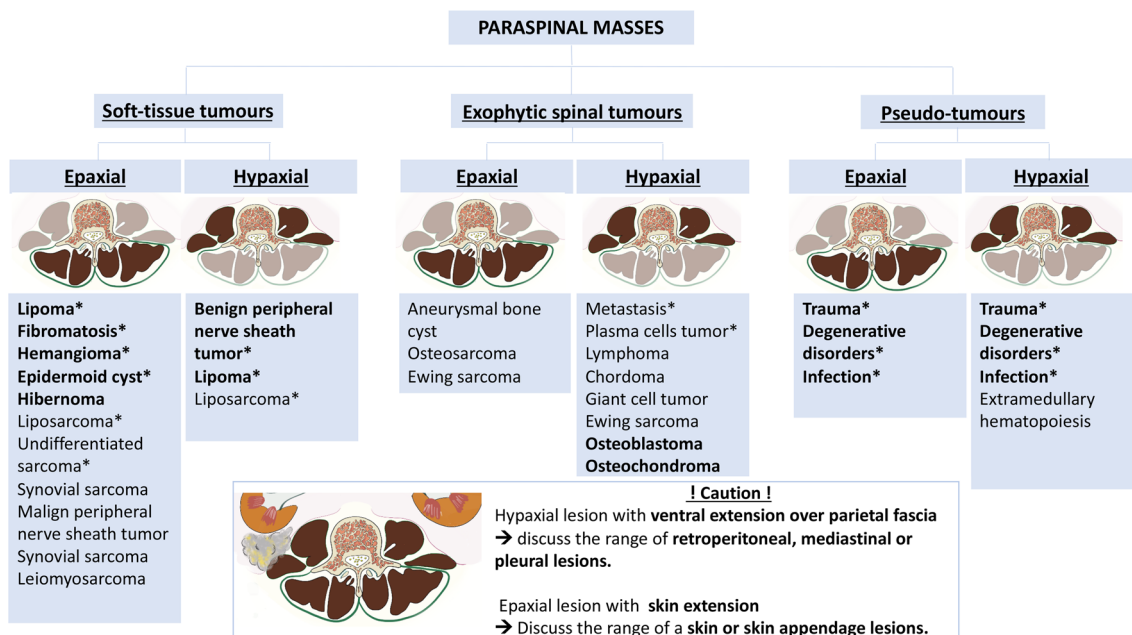 PARASPINAL MASSES
Soft-tissue tumours
Exophytic spinal tumours
Pseudo-tumours
Epaxial
Hypaxial
Epaxial
Hypaxial
Epaxial
Hypaxial
Lipoma*
Fibromatosis*
Hemangioma*
Epidermoid cyst*
Hibernoma
Liposarcoma*
Undifferentiated
sarcoma*
Synovial sarcoma
Malign peripheral
nerve sheath tumor
Synovial sarcoma
Leiomyosarcoma
Benign peripheral
nerve sheath
tumor*
Lipoma*
Liposarcoma*
Aneurysmal bone
cyst
Osteosarcoma
Ewing sarcoma
Metastasis*
Plasma cells tumor*
Lymphoma
Chordoma
Giant cell tumor
Ewing sarcoma
Osteoblastoma
Osteochondroma
Trauma*
Degenerative
disorders*
Infection*
Trauma*
Degenerative
disorders*
Infection*
Extramedullary
hematopoiesis
! Caution !
Hypaxial lesion with ventral extension over parietal fascia
→ discuss the range of retroperitoneal, mediastinal or
pleural lesions.
Epaxial lesion with skin extension
→ Discuss the range of a skin or skin appendage lesions.